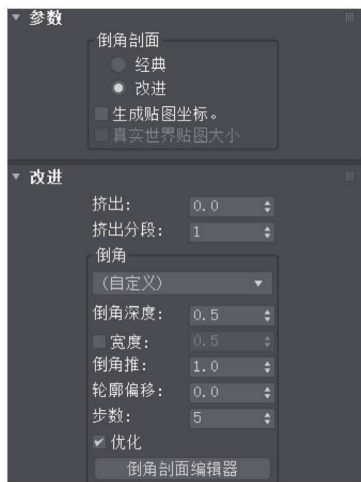 参数
倒角剖面
经典
改进
生成贴图坐标。
真实世界贴图大小
改进
挤出: 0.0
挤出分段: 1
倒角
(自定义)
倒角深度: 0.5
宽度: 0.5
倒角推: 1.0
轮廓偏移: 0.0
步数: 5
优化
倒角剖面编辑器